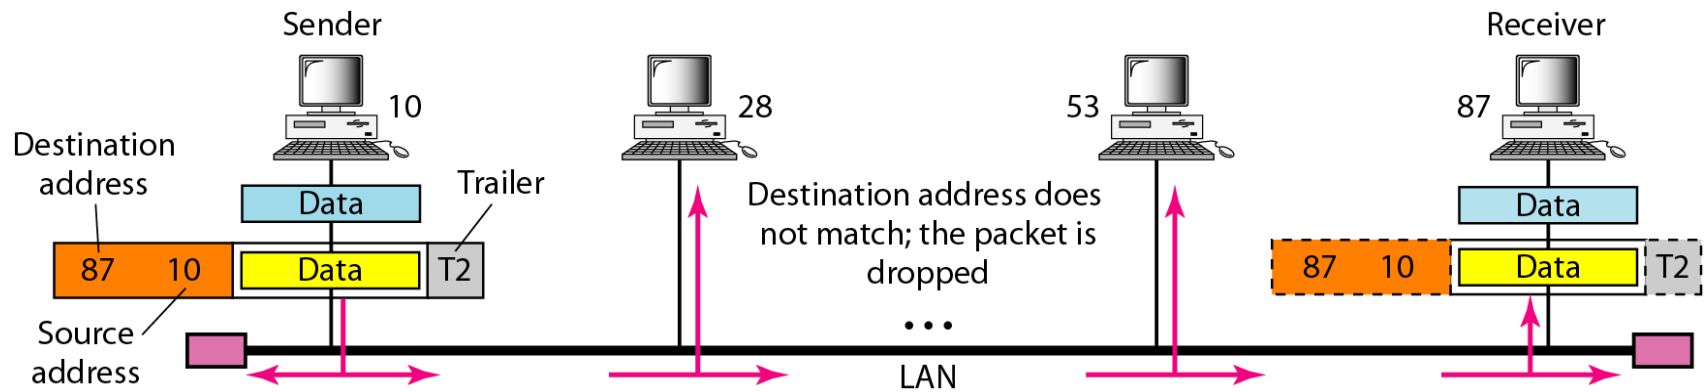 Sender
Receiver
10
28
53
87
Destination
address
Trailer
Data
87 10
Data
T2
Source
address
Destination address does
not match; the packet is
dropped
...
LAN
Data
87 10
Data
T2